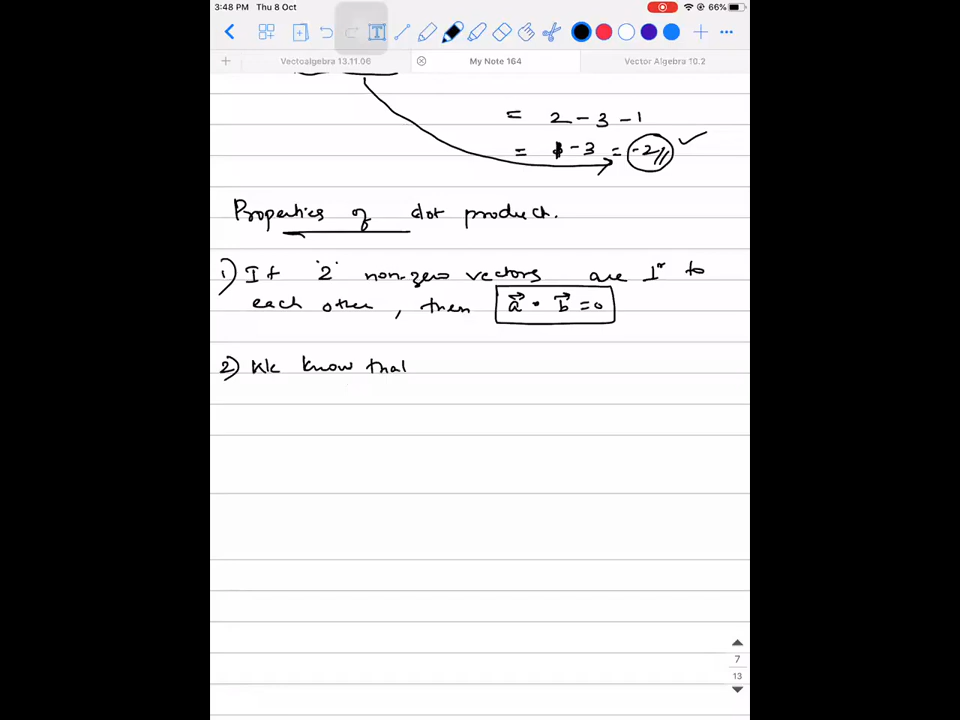 3:48 PM Thu 8 Oct 66%
Vectoalgebra 13.11.06 My Note 164 Vector Algebra 10.2
= 2 - 3 - 1
= 1 - 3 = -2 ✓
Properties of dot product.
1) If '2' non-zero vectors are ⊥r to
each other, then a⃗ · b⃗ = 0
2) We know that
7
13